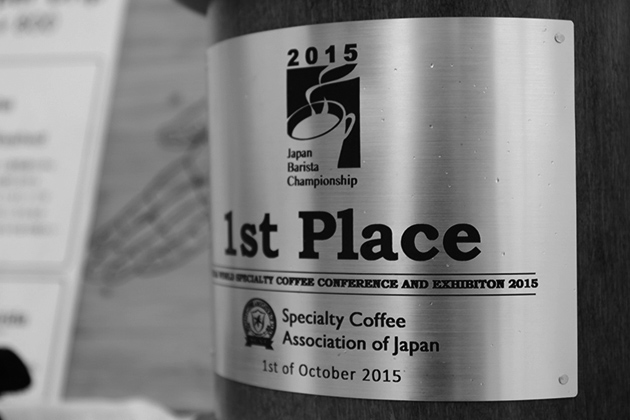 2015
Japan
Barista
Championship
1st Place
WORLD SPECIALTY COFFEE CONFERENCE AND EXHIBITON 2015
Specialty Coffee
Association of Japan
1st of October 2015